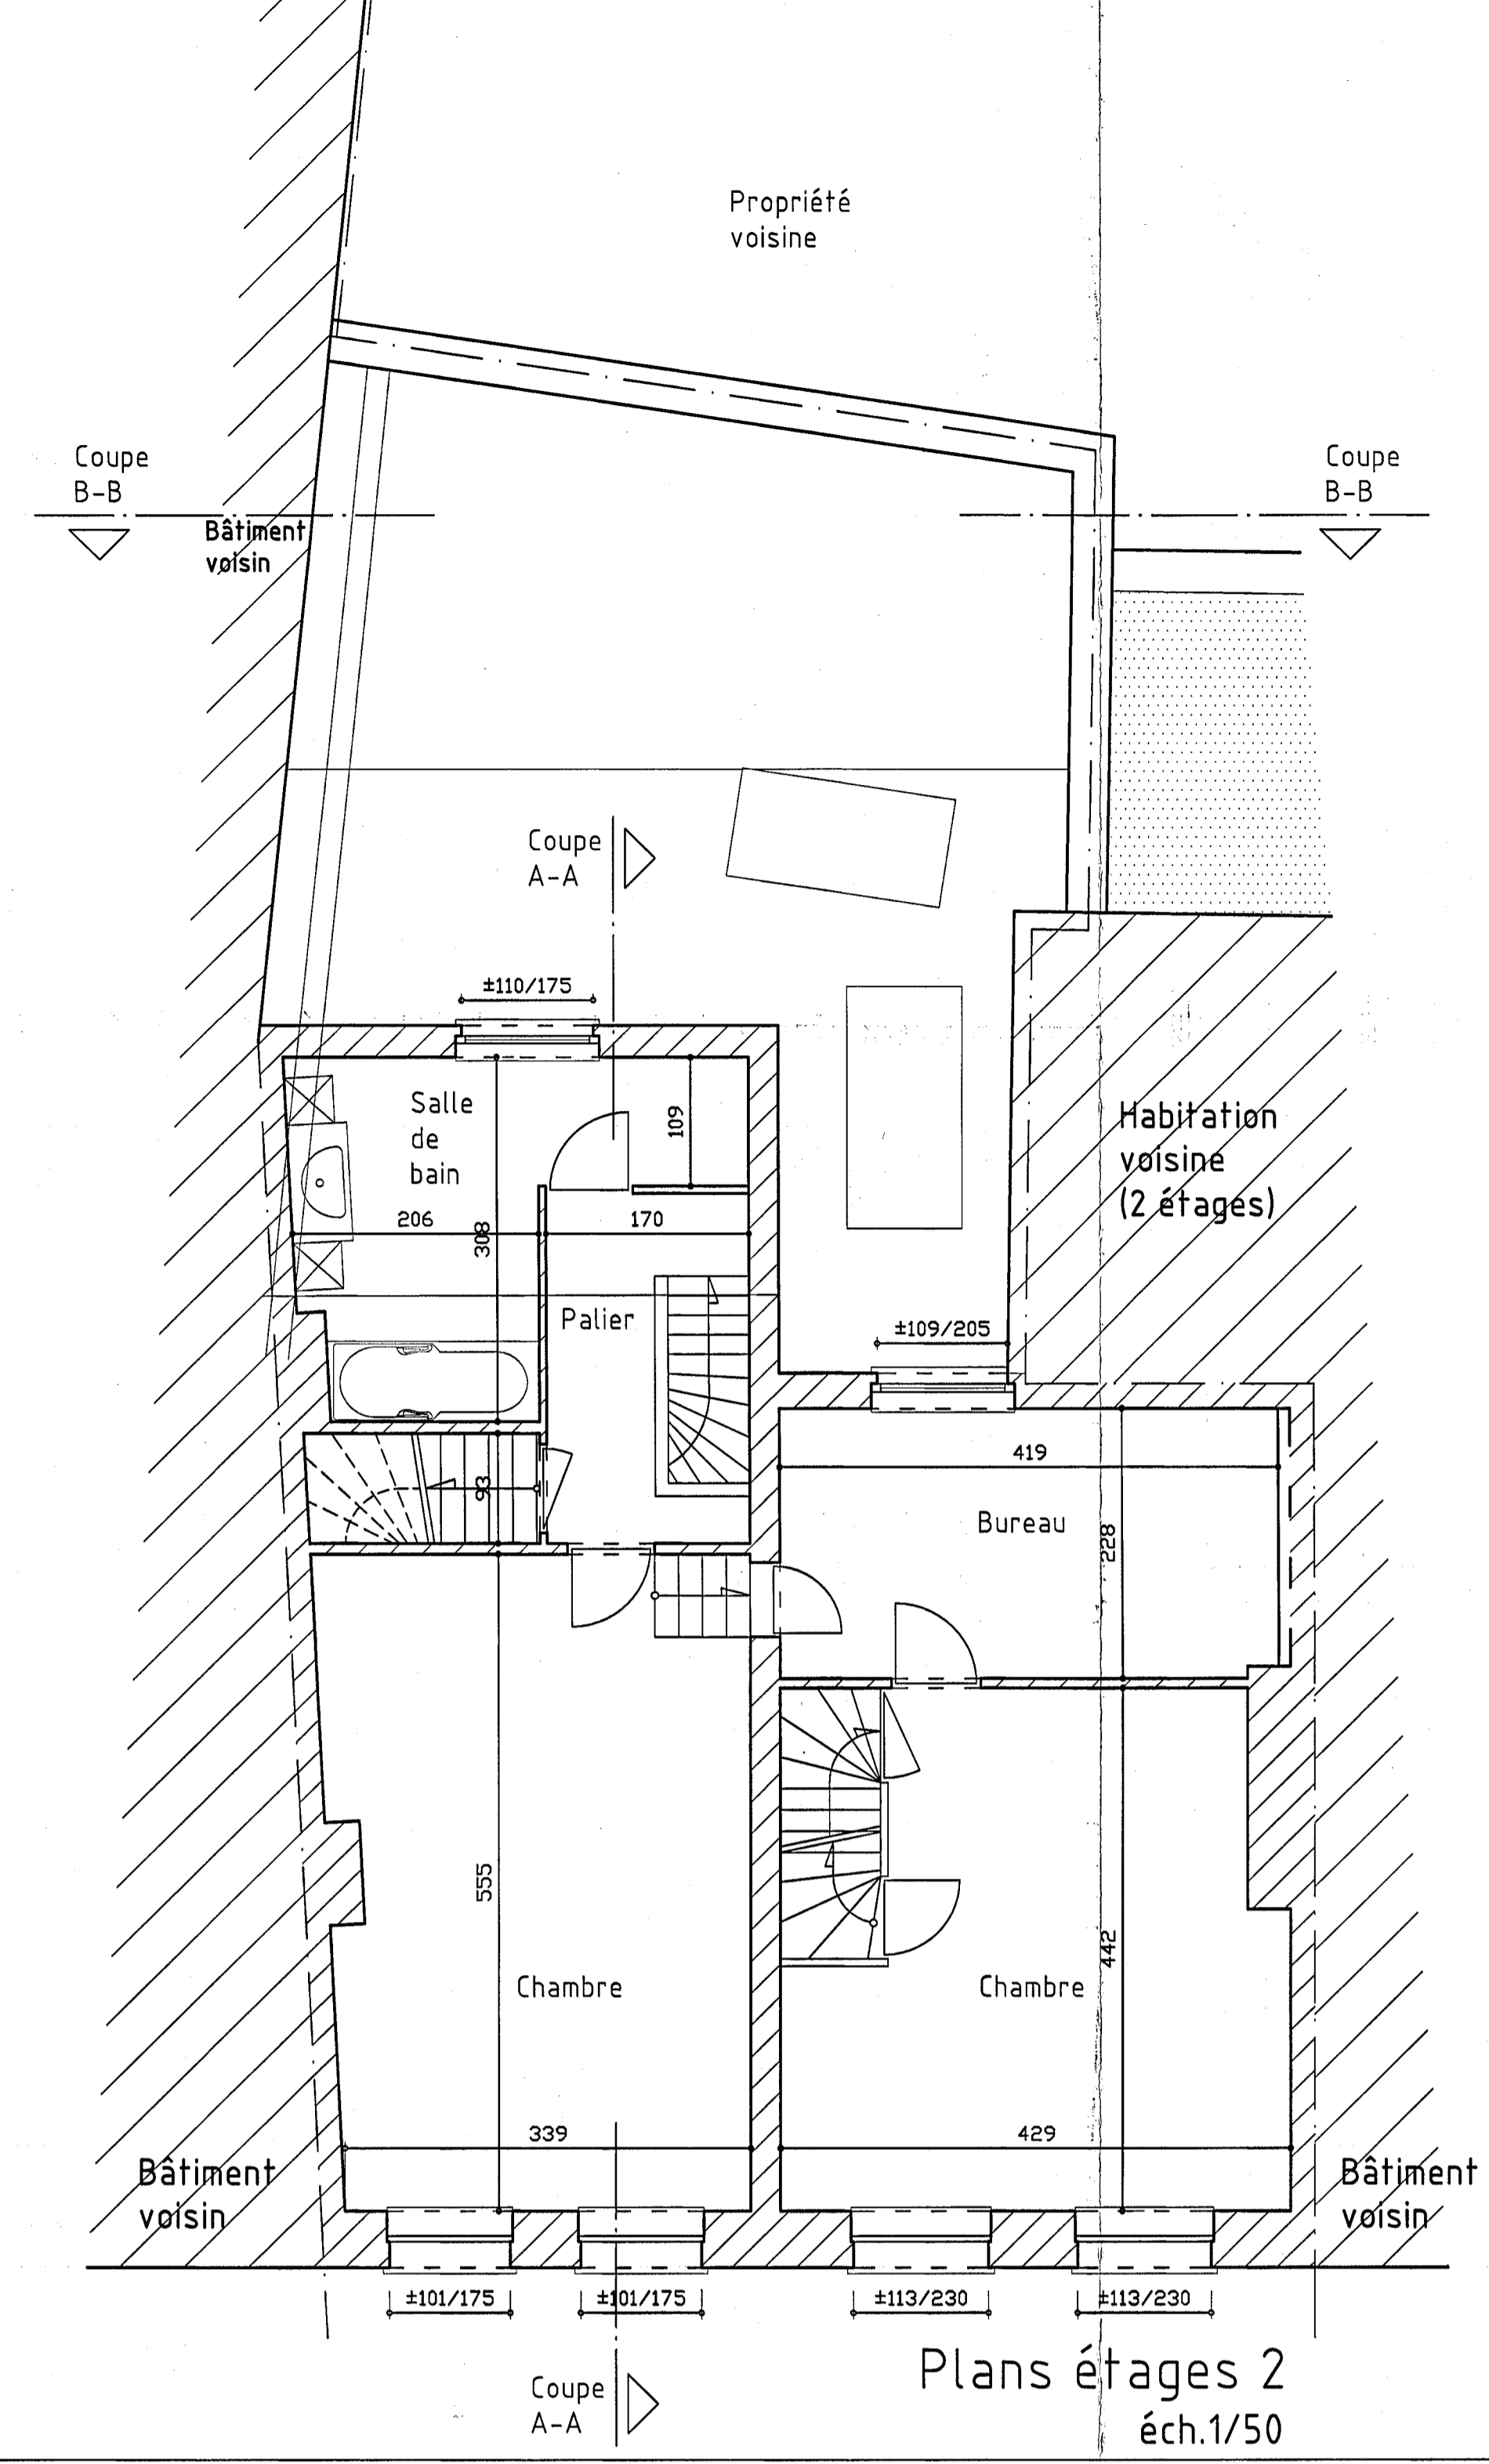 Propriété
voisine
Coupe
B-B
Coupe
B-B
Bâtiment
voisin
Coupe
A-A
±110/175
Salle
de
bain
109
Habitation
voisine
(2 étages)
206
308
170
Palier
±109/205
419
93
Bureau
228
555
442
Chambre
Chambre
339
429
Bâtiment
voisin
Bâtiment
voisin
±101/175
±101/175
±113/230
±113/230
Plans étages 2
éch.1/50
Coupe
A-A